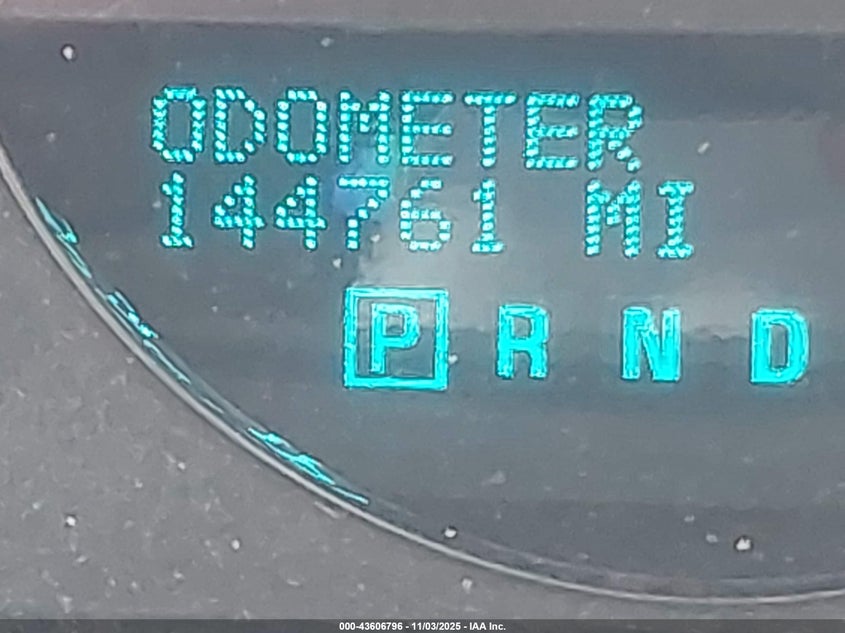 ODOMETER
144761 MI
P R N D
000-43606796 - 11/03/2025 - IAA Inc.